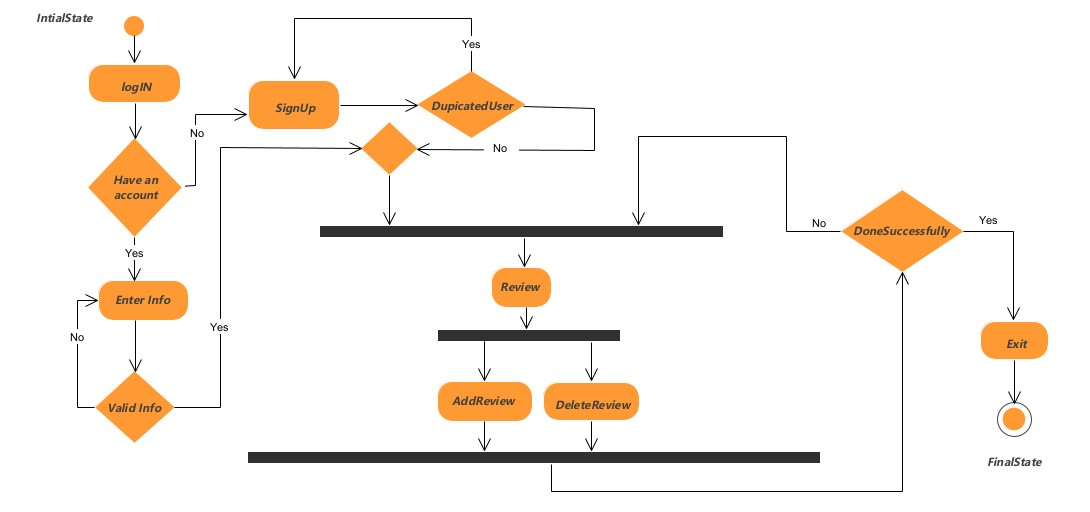 IntialState
logIN
Have an
account
No
Yes
Enter Info
No
Valid Info
Yes
SignUp
Yes
DupicatedUser
No
Review
AddReview
DeleteReview
No
DoneSuccessfully
Yes
Exit
FinalState